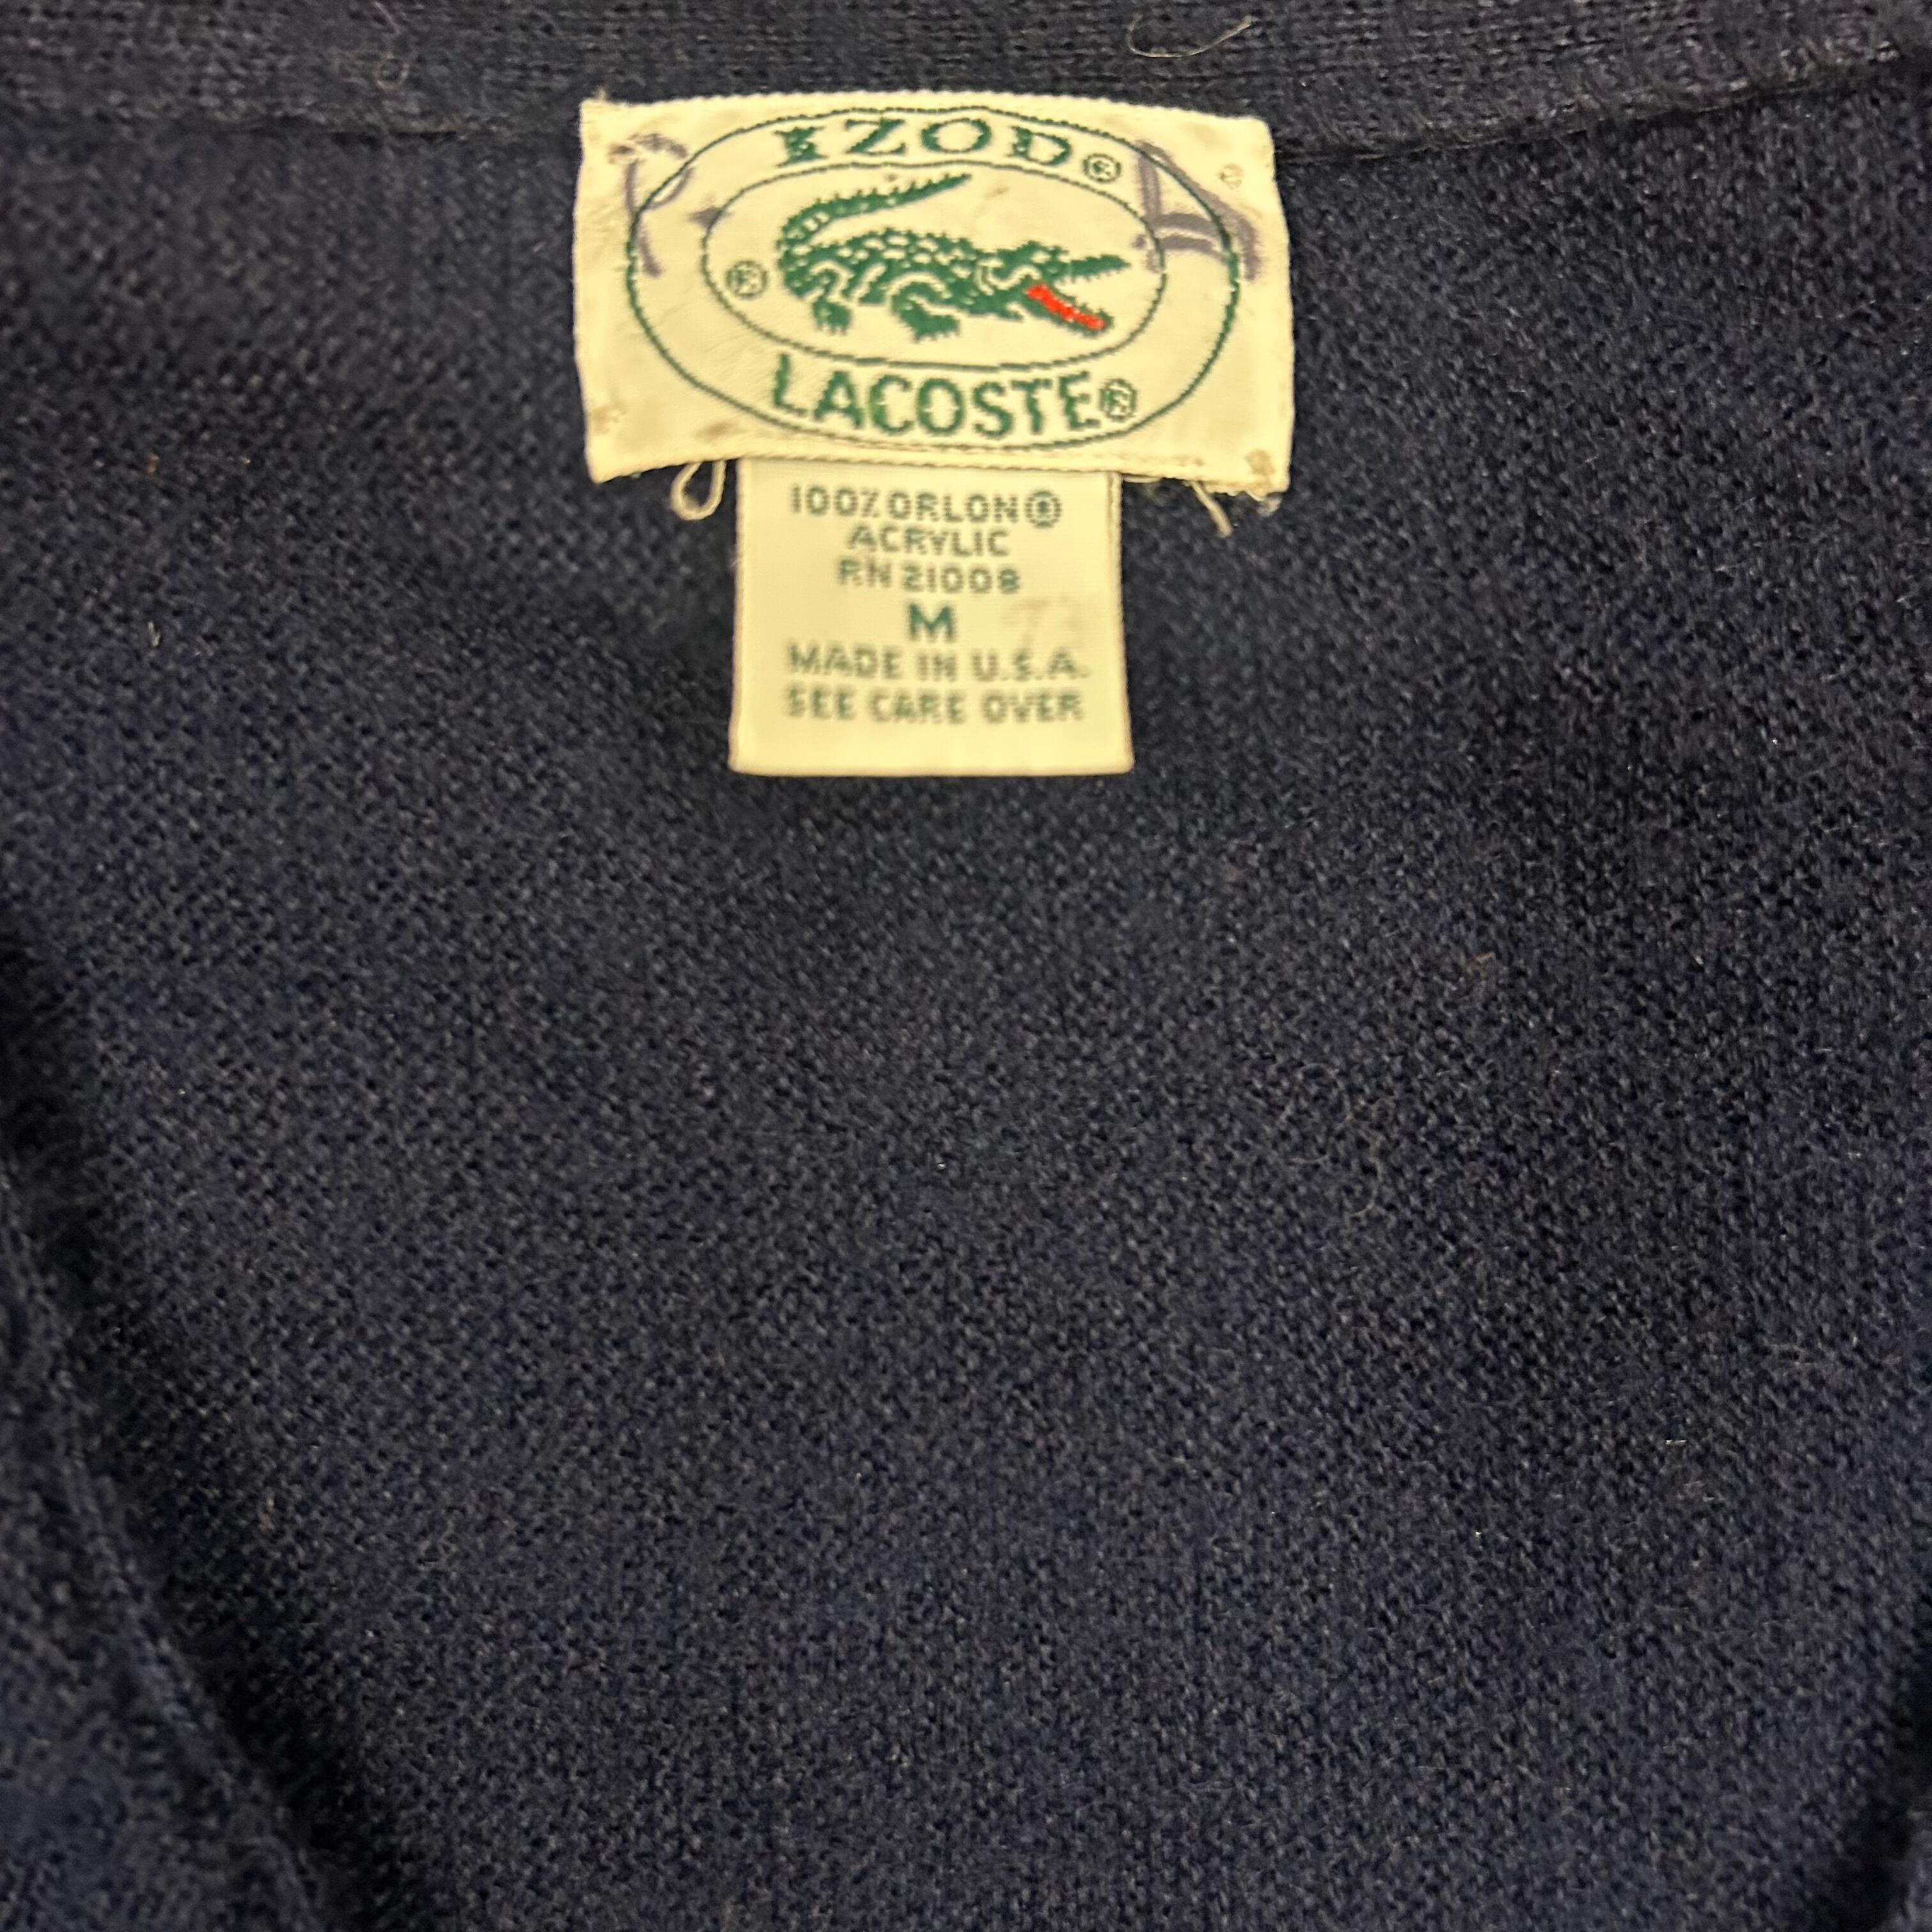 IZOD®
®
LACOSTE®
100% ORLON®
ACRYLIC
RN 21008
M
MADE IN U.S.A.
SEE CARE OVER